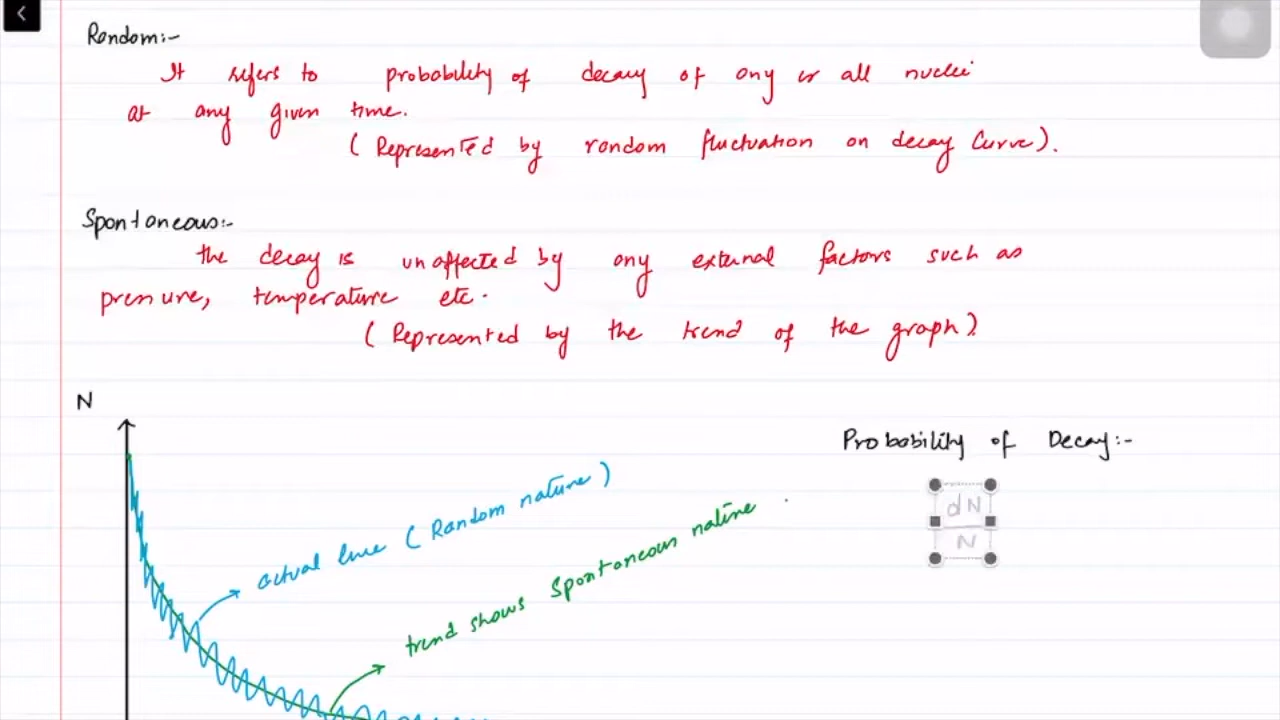 Random:-
It refers to probability of decay of any or all nuclei
at any given time.
(Represented by random fluctuation on decay Curve).
Spontaneous:-
the decay is unaffected by any external factors such as
pressure, temperature etc.
(Represented by the trend of the graph)
N
Probability of Decay:-
dN
N
actual line (Random nature)
trend shows Spontaneous nature